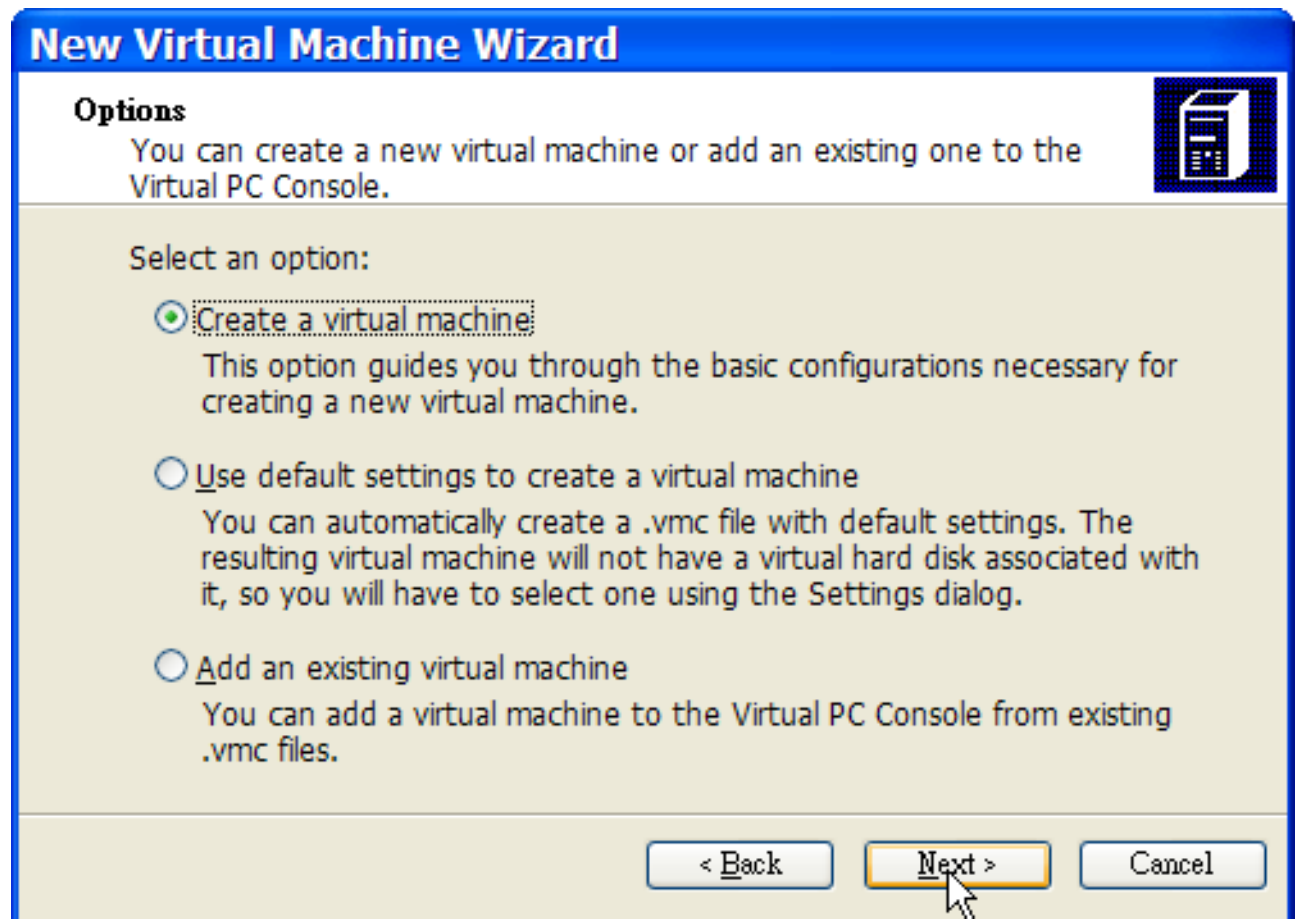 New Virtual Machine Wizard
Options
You can create a new virtual machine or add an existing one to the
Virtual PC Console.
Select an option:
Create a virtual machine
This option guides you through the basic configurations necessary for
creating a new virtual machine.
Use default settings to create a virtual machine
You can automatically create a .vmc file with default settings. The
resulting virtual machine will not have a virtual hard disk associated with
it, so you will have to select one using the Settings dialog.
Add an existing virtual machine
You can add a virtual machine to the Virtual PC Console from existing
.vmc files.
< Back Next > Cancel